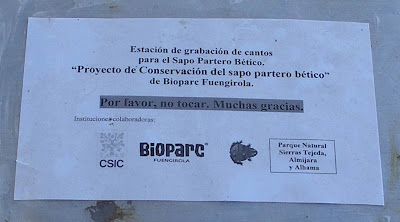 Estación de grabación de cantos
para el Sapo Partero Bético.
“Proyecto de Conservación del sapo partero bético”
de Bioparc Fuengirola.
Por favor, no tocar. Muchas gracias.
Instituciones colaboradoras:
CSIC
BIOPARC
FUENGIROLA
Parque Natural
Sierras Tejeda,
Almijara
y Alhama